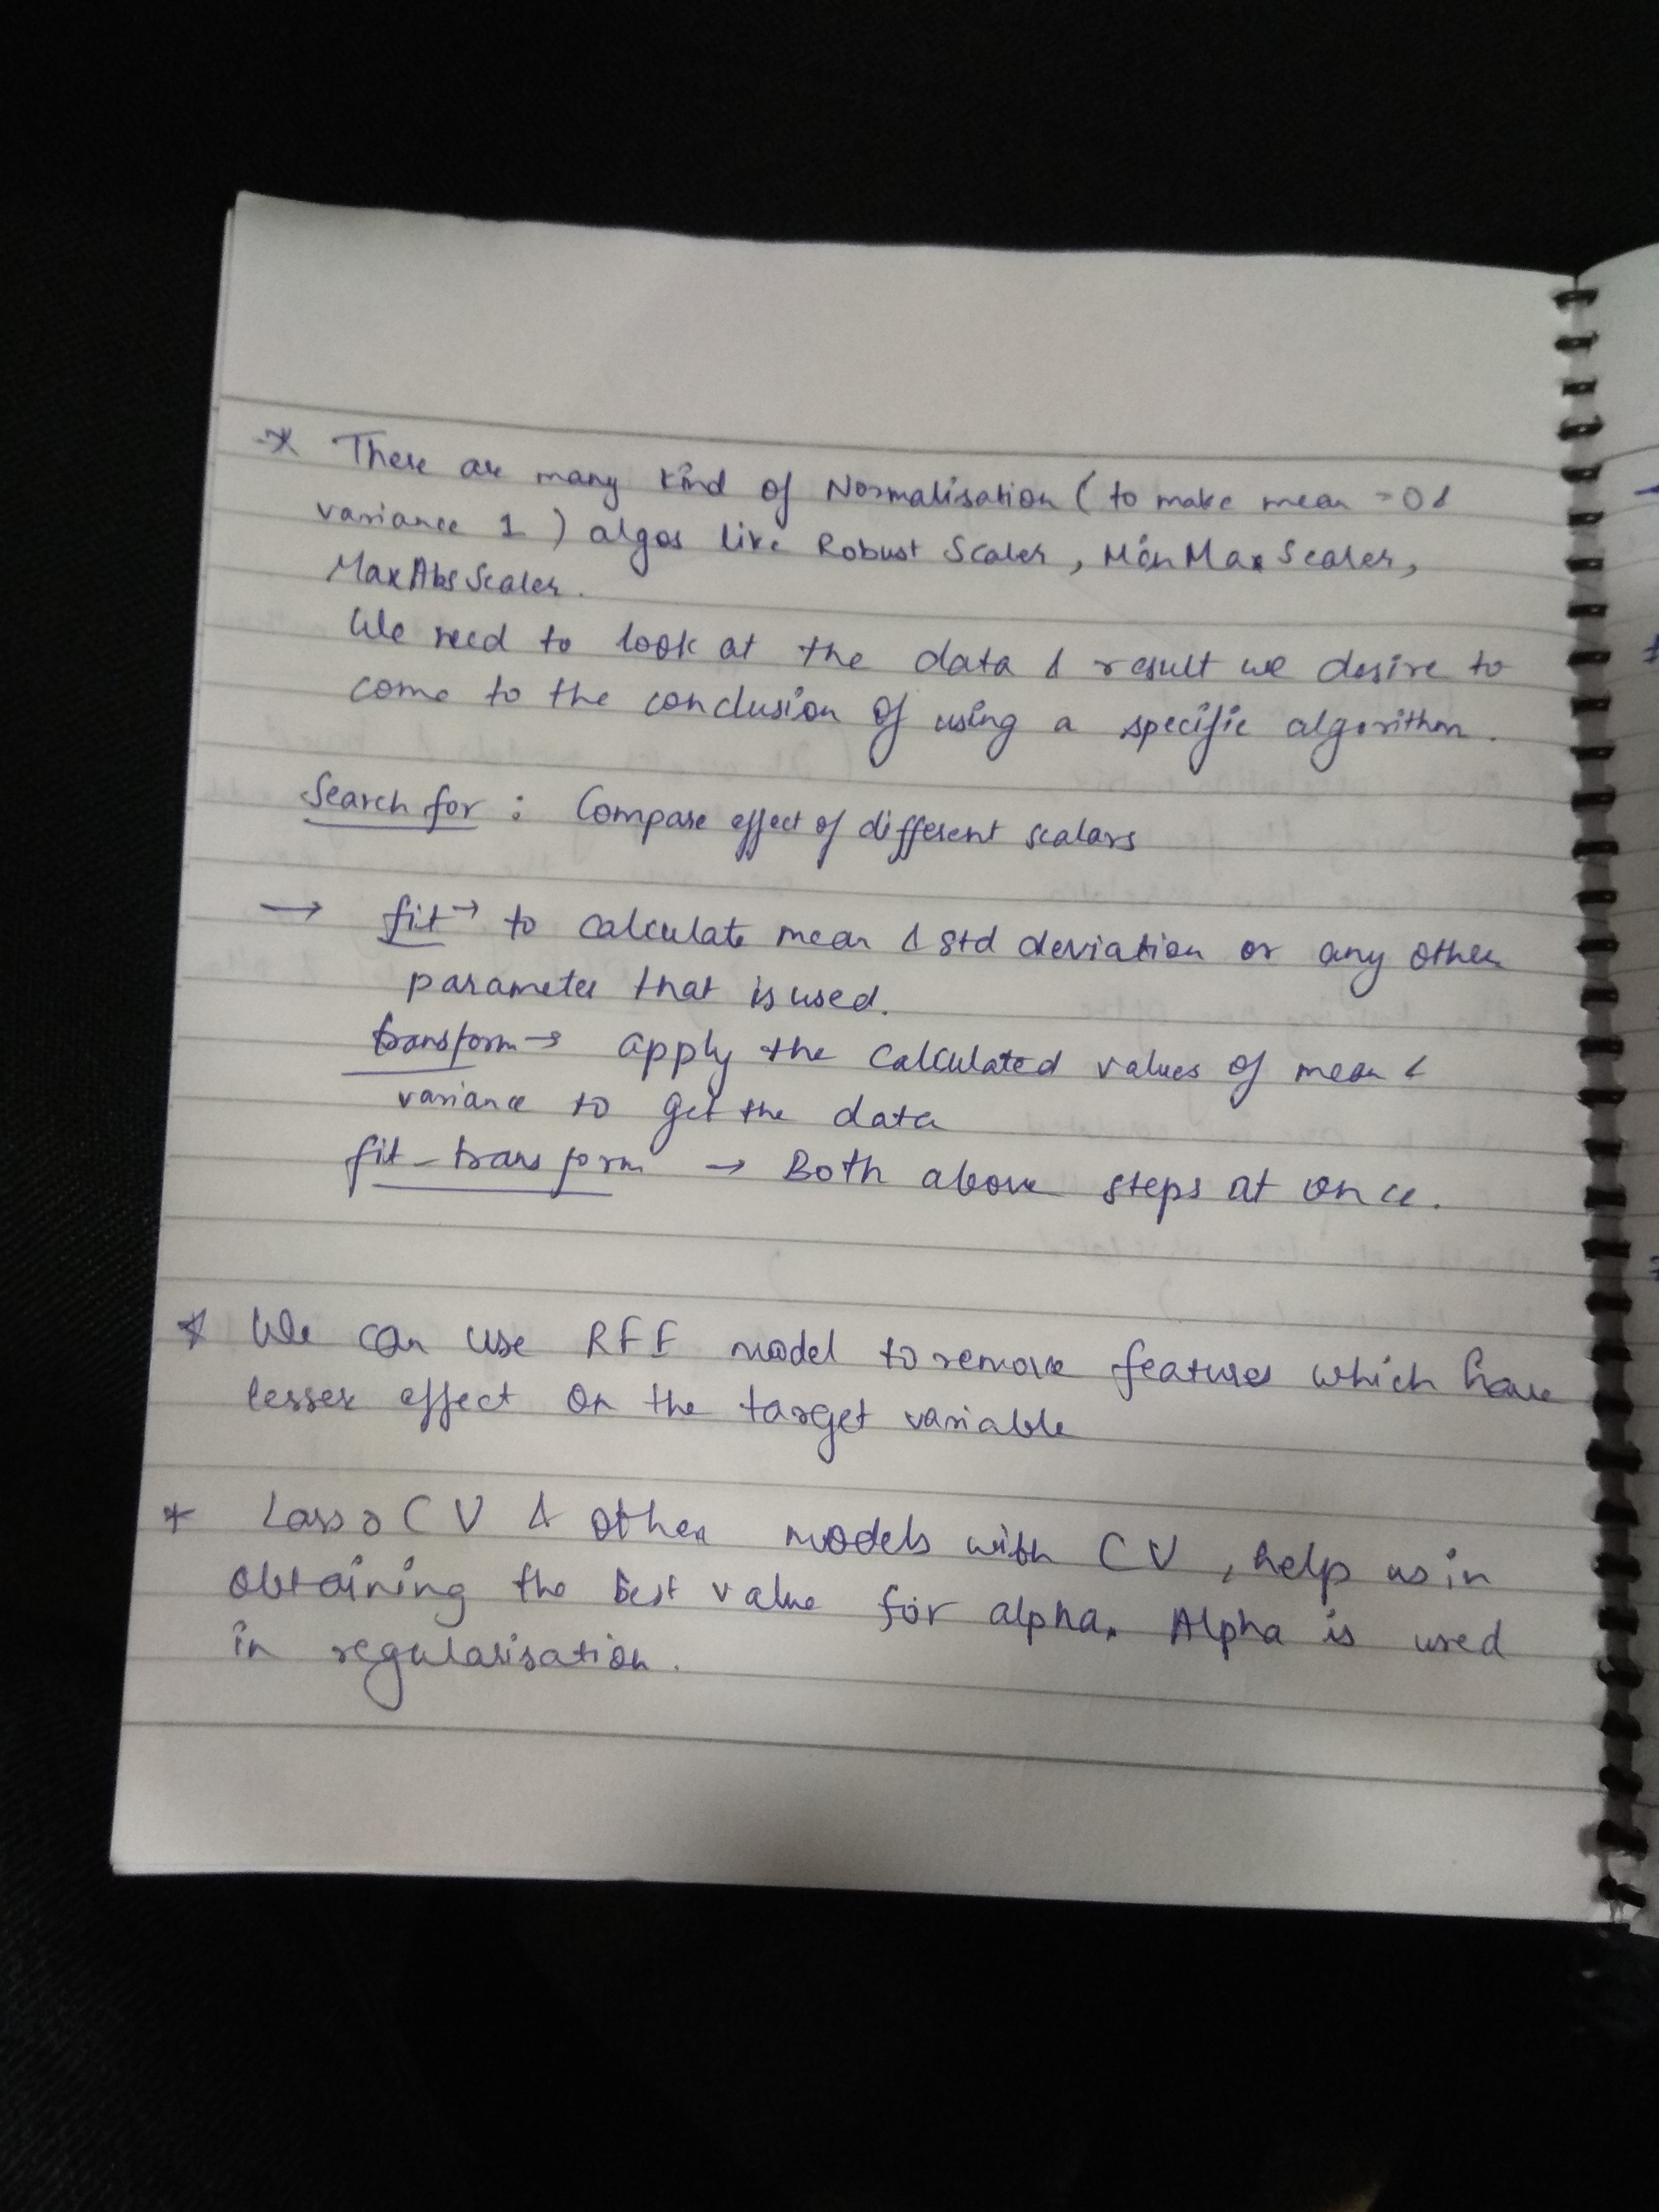 * There are many kind of Normalisation ( to make mean = 0 &
variance 1 ) algos like Robust Scaler , MinMaxScaler,
MaxAbsScaler.
We need to look at the data & result we desire to
come to the conclusion of using a specific algorithm.
Search for : Compare effect of different scalars
→ fit → to calculate mean & std deviation or any other
parameter that is used.
transform → apply the calculated values of mean &
variance to get the data
fit_transform → Both above steps at once.
* We can use RFE model to remove features which have
lesser effect on the target variable
* Lasso CV & other models with CV , help us in
obtaining the best value for alpha. Alpha is used
in regularisation.